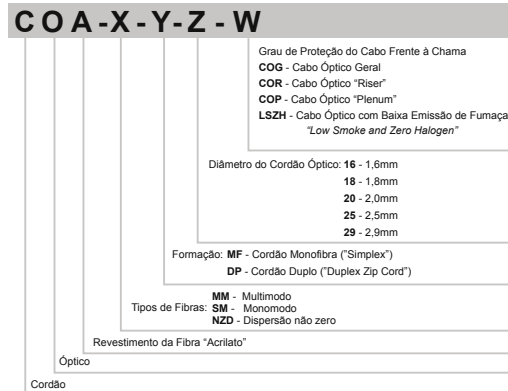 COA-X-Y-Z-W
Grau de Proteção do Cabo Frente à Chama
COG - Cabo Óptico Geral
COR - Cabo Óptico “Riser”
COP - Cabo Óptico “Plenum”
LSZH - Cabo Óptico com Baixa Emissão de Fumaça
“Low Smoke and Zero Halogen”
Diâmetro do Cordão Óptico: 16 - 1,6mm
18 - 1,8mm
20 - 2,0mm
25 - 2,5mm
29 - 2,9mm
Formação: MF - Cordão Monofibra (”Simplex”)
DP - Cordão Duplo (”Duplex Zip Cord”)
MM - Multimodo
Tipos de Fibras: SM - Monomodo
NZD - Dispersão não zero
Revestimento da Fibra “Acrilato”
Óptico
Cordão